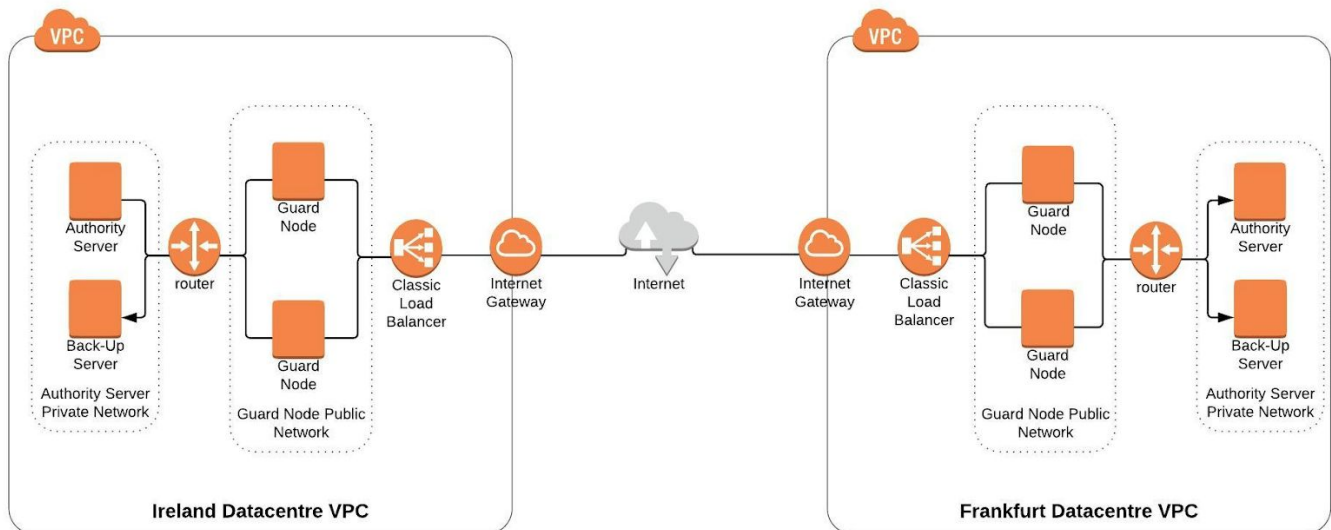 VPC
Authority
Server
Back-Up
Server
Authority Server
Private Network
router
Guard
Node
Guard
Node
Guard Node Public
Network
Classic
Load
Balancer
Internet
Gateway
Ireland Datacentre VPC
Internet
VPC
Internet
Gateway
Classic
Load
Balancer
Guard
Node
Guard
Node
Guard Node Public
Network
router
Authority
Server
Back-Up
Server
Authority Server
Private Network
Frankfurt Datacentre VPC